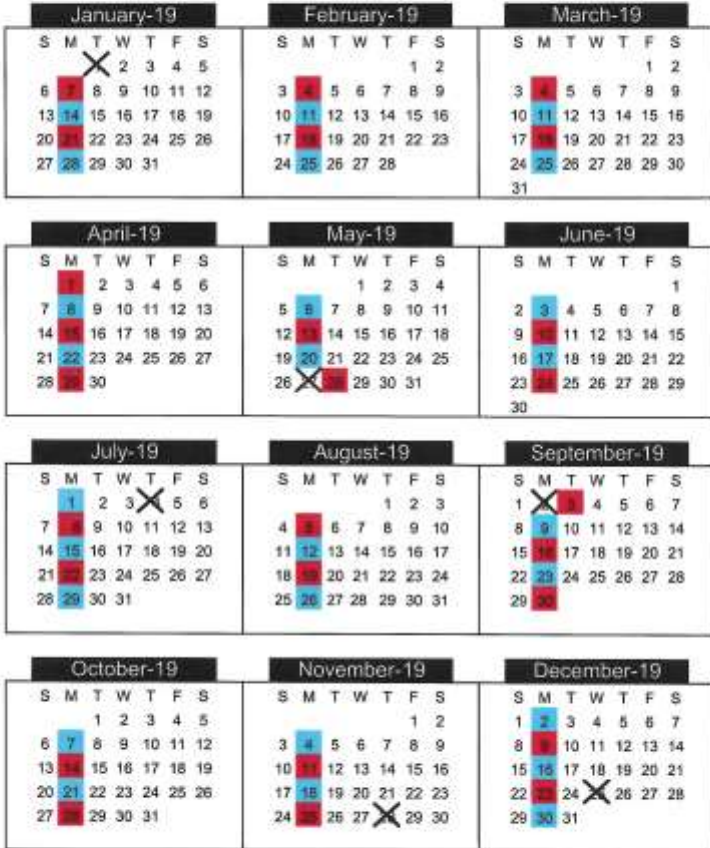 January-19
S M T W T F S
2 3 4 5
6 7 8 9 10 11 12
13 14 15 16 17 18 19
20 21 22 23 24 25 26
27 28 29 30 31
February-19
S M T W T F S
1 2
3 4 5 6 7 8 9
10 11 12 13 14 15 16
17 18 19 20 21 22 23
24 25 26 27 28
March-19
S M T W T F S
1 2
3 4 5 6 7 8 9
10 11 12 13 14 15 16
17 18 19 20 21 22 23
24 25 26 27 28 29 30
31
April-19
S M T W T F S
1 2 3 4 5 6
7 8 9 10 11 12 13
14 15 16 17 18 19 20
21 22 23 24 25 26 27
28 29 30
May-19
S M T W T F S
1 2 3 4
5 6 7 8 9 10 11
12 13 14 15 16 17 18
19 20 21 22 23 24 25
26 28 29 30 31
June-19
S M T W T F S
1
2 3 4 5 6 7 8
9 10 11 12 13 14 15
16 17 18 19 20 21 22
23 24 25 26 27 28 29
30
July-19
S M T W T F S
1 2 3 5 6
7 8 9 10 11 12 13
14 15 16 17 18 19 20
21 22 23 24 25 26 27
28 29 30 31
August-19
S M T W T F S
1 2 3
4 5 6 7 8 9 10
11 12 13 14 15 16 17
18 19 20 21 22 23 24
25 26 27 28 29 30 31
September-19
S M T W T F S
1 3 4 5 6 7
8 9 10 11 12 13 14
15 16 17 18 19 20 21
22 23 24 25 26 27 28
29 30
October-19
S M T W T F S
1 2 3 4 5
6 7 8 9 10 11 12
13 14 15 16 17 18 19
20 21 22 23 24 25 26
27 28 29 30 31
November-19
S M T W T F S
1 2
3 4 5 6 7 8 9
10 11 12 13 14 15 16
17 18 19 20 21 22 23
24 25 26 27 29 30
December-19
S M T W T F S
1 2 3 4 5 6 7
8 9 10 11 12 13 14
15 16 17 18 19 20 21
22 23 24 26 27 28
29 30 31